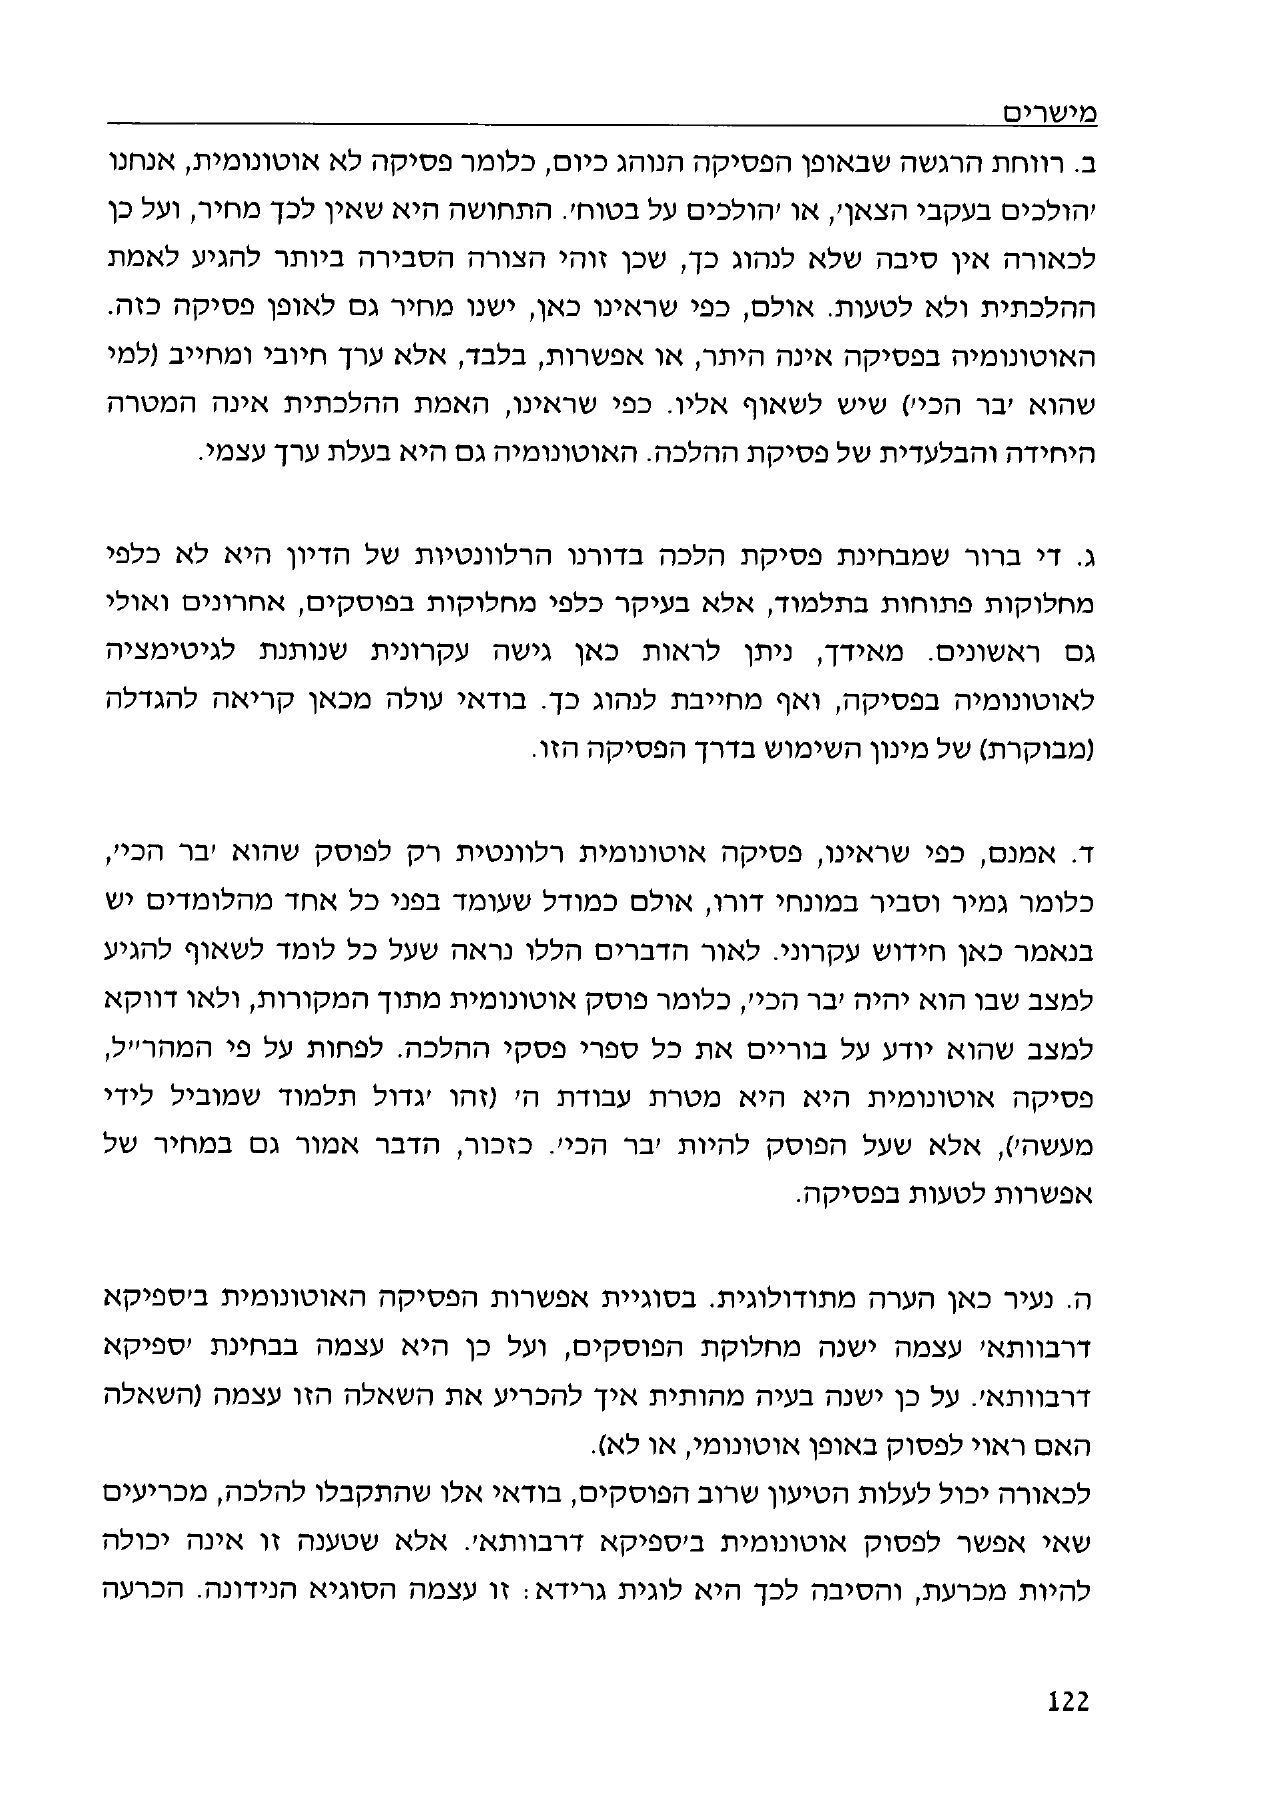 מישרים
ב. רווחת הרגשה שבאופן הפסיקה הנוהג כיום, כלומר פסיקה לא אוטונומית, אנחנו
'הולכים בעקבי הצאן', או 'הולכים על בטוח'. התחושה היא שאין לכך מחיר, ועל כן
לכאורה אין סיבה שלא לנהוג כך, שכן זוהי הצורה הסבירה ביותר להגיע לאמת
ההלכתית ולא לטעות. אולם, כפי שראינו כאן, ישנו מחיר גם לאופן פסיקה כזה.
האוטונומיה בפסיקה אינה היתר, או אפשרות, בלבד, אלא ערך חיובי ומחייב (למי
שהוא 'בר הכי') שיש לשאוף אליו. כפי שראינו, האמת ההלכתית אינה המטרה
היחידה והבלעדית של פסיקת ההלכה. האוטונומיה גם היא בעלת ערך עצמי.
ג. די ברור שמבחינת פסיקת הלכה בדורנו הרלוונטיות של הדיון היא לא כלפי
מחלוקות פתוחות בתלמוד, אלא בעיקר כלפי מחלוקות בפוסקים, אחרונים ואולי
גם ראשונים. מאידך, ניתן לראות כאן גישה עקרונית שנותנת לגיטימציה
לאוטונומיה בפסיקה, ואף מחייבת לנהוג כך. בודאי עולה מכאן קריאה להגדלה
(מבוקרת) של מינון השימוש בדרך הפסיקה הזו.
ד. אמנם, כפי שראינו, פסיקה אוטונומית רלוונטית רק לפוסק שהוא 'בר הכי',
כלומר גמיר וסביר במונחי דורו, אולם כמודל שעומד בפני כל אחד מהלומדים יש
בנאמר כאן חידוש עקרוני. לאור הדברים הללו נראה שעל כל לומד לשאוף להגיע
למצב שבו הוא יהיה 'בר הכי', כלומר פוסק אוטונומית מתוך המקורות, ולאו דווקא
למצב שהוא יודע על בוריים את כל ספרי פסקי ההלכה. לפחות על פי המהר"ל,
פסיקה אוטונומית היא היא מטרת עבודת ה' (זהו 'גדול תלמוד שמוביל לידי
מעשה'), אלא שעל הפוסק להיות 'בר הכי'. כזכור, הדבר אמור גם במחיר של
אפשרות לטעות בפסיקה.
ה. נעיר כאן הערה מתודולוגית. בסוגיית אפשרות הפסיקה האוטונומית ב'ספיקא
דרבוותא' עצמה ישנה מחלוקת הפוסקים, ועל כן היא עצמה בבחינת 'ספיקא
דרבוותא'. על כן ישנה בעיה מהותית איך להכריע את השאלה הזו עצמה (השאלה
האם ראוי לפסוק באופן אוטונומי, או לא).
לכאורה יכול לעלות הטיעון שרוב הפוסקים, בודאי אלו שהתקבלו להלכה, מכריעים
שאי אפשר לפסוק אוטונומית ב'ספיקא דרבוותא'. אלא שטענה זו אינה יכולה
להיות מכרעת, והסיבה לכך היא לוגית גרידא: זו עצמה הסוגיא הנידונה. הכרעה
122